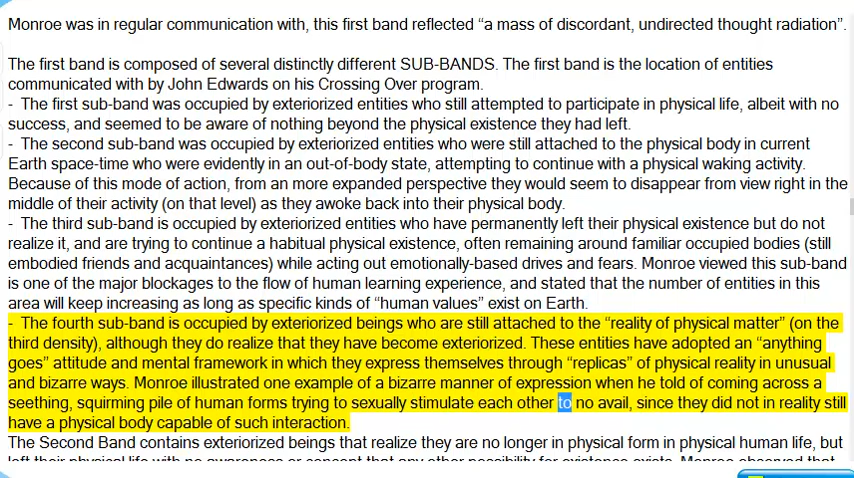 Monroe was in regular communication with, this first band reflected “a mass of discordant, undirected thought radiation”.
The first band is composed of several distinctly different SUB-BANDS. The first band is the location of entities
communicated with by John Edwards on his Crossing Over program.
- The first sub-band was occupied by exteriorized entities who still attempted to participate in physical life, albeit with no
success, and seemed to be aware of nothing beyond the physical existence they had left.
- The second sub-band was occupied by exteriorized entities who were still attached to the physical body in current
Earth space-time who were evidently in an out-of-body state, attempting to continue with a physical waking activity.
Because of this mode of action, from an more expanded perspective they would seem to disappear from view right in the
middle of their activity (on that level) as they awoke back into their physical body.
- The third sub-band is occupied by exteriorized entities who have permanently left their physical existence but do not
realize it, and are trying to continue a habitual physical existence, often remaining around familiar occupied bodies (still
embodied friends and acquaintances) while acting out emotionally-based drives and fears. Monroe viewed this sub-band
is one of the major blockages to the flow of human learning experience, and stated that the number of entities in this
area will keep increasing as long as specific kinds of “human values” exist on Earth.
- The fourth sub-band is occupied by exteriorized beings who are still attached to the “reality of physical matter” (on the
third density), although they do realize that they have become exteriorized. These entities have adopted an “anything
goes” attitude and mental framework in which they express themselves through “replicas” of physical reality in unusual
and bizarre ways. Monroe illustrated one example of a bizarre manner of expression when he told of coming across a
seething, squirming pile of human forms trying to sexually stimulate each other to no avail, since they did not in reality still
have a physical body capable of such interaction.
The Second Band contains exteriorized beings that realize they are no longer in physical form in physical human life, but
left their physical life with no awareness or concept that any other possibility for existence exists. Monroe observed that